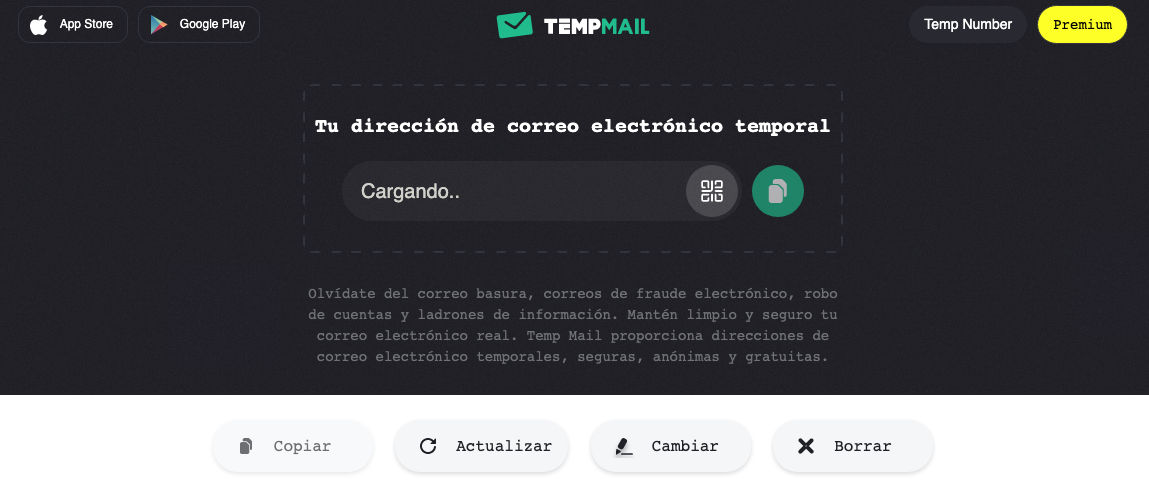 App Store
Google Play
TEMPMAIL
Temp Number
Premium
Tu dirección de correo electrónico temporal
Cargando..
Olvídate del correo basura, correos de fraude electrónico, robo
de cuentas y ladrones de información. Mantén limpio y seguro tu
correo electrónico real. Temp Mail proporciona direcciones de
correo electrónico temporales, seguras, anónimas y gratuitas.
Copiar
Actualizar
Cambiar
Borrar